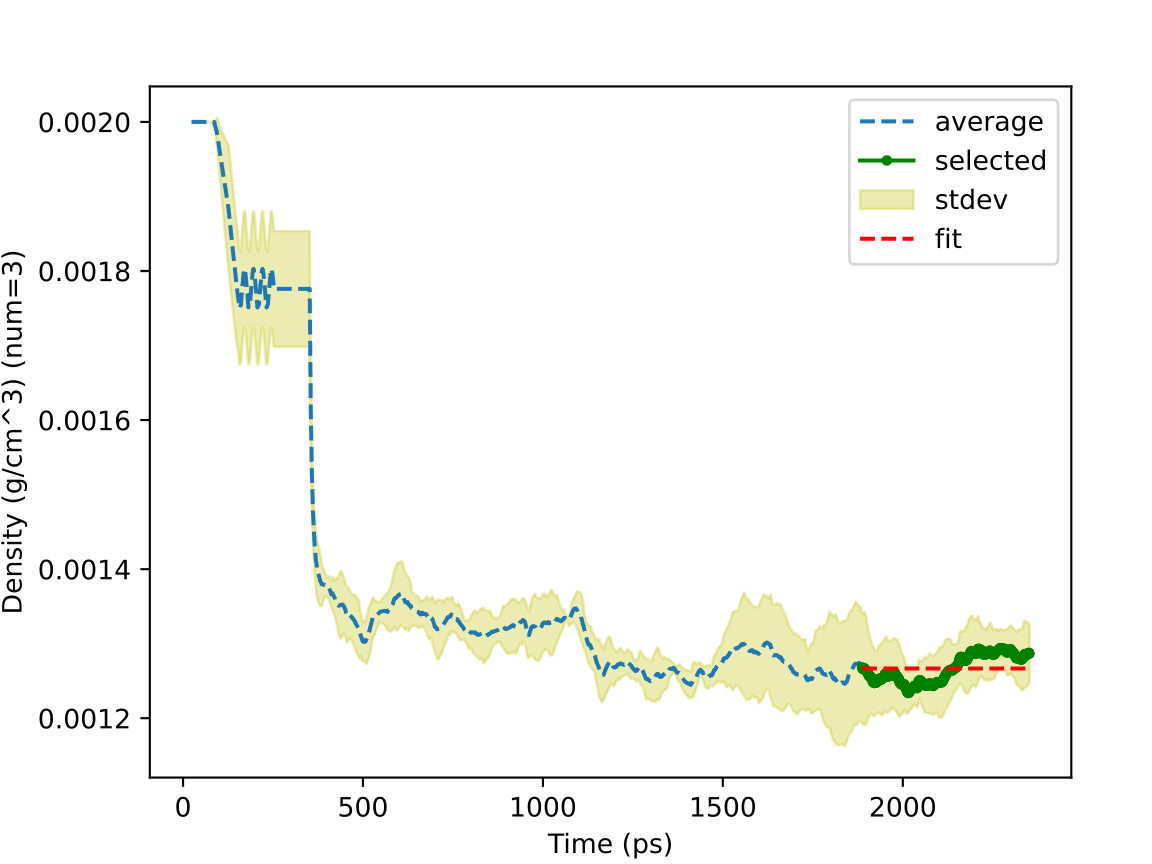 average
selected
stdev
fit
0.0020
0.0018
0.0016
0.0014
0.0012
Density (g/cm^3) (num=3)
0 500 1000 1500 2000
Time (ps)